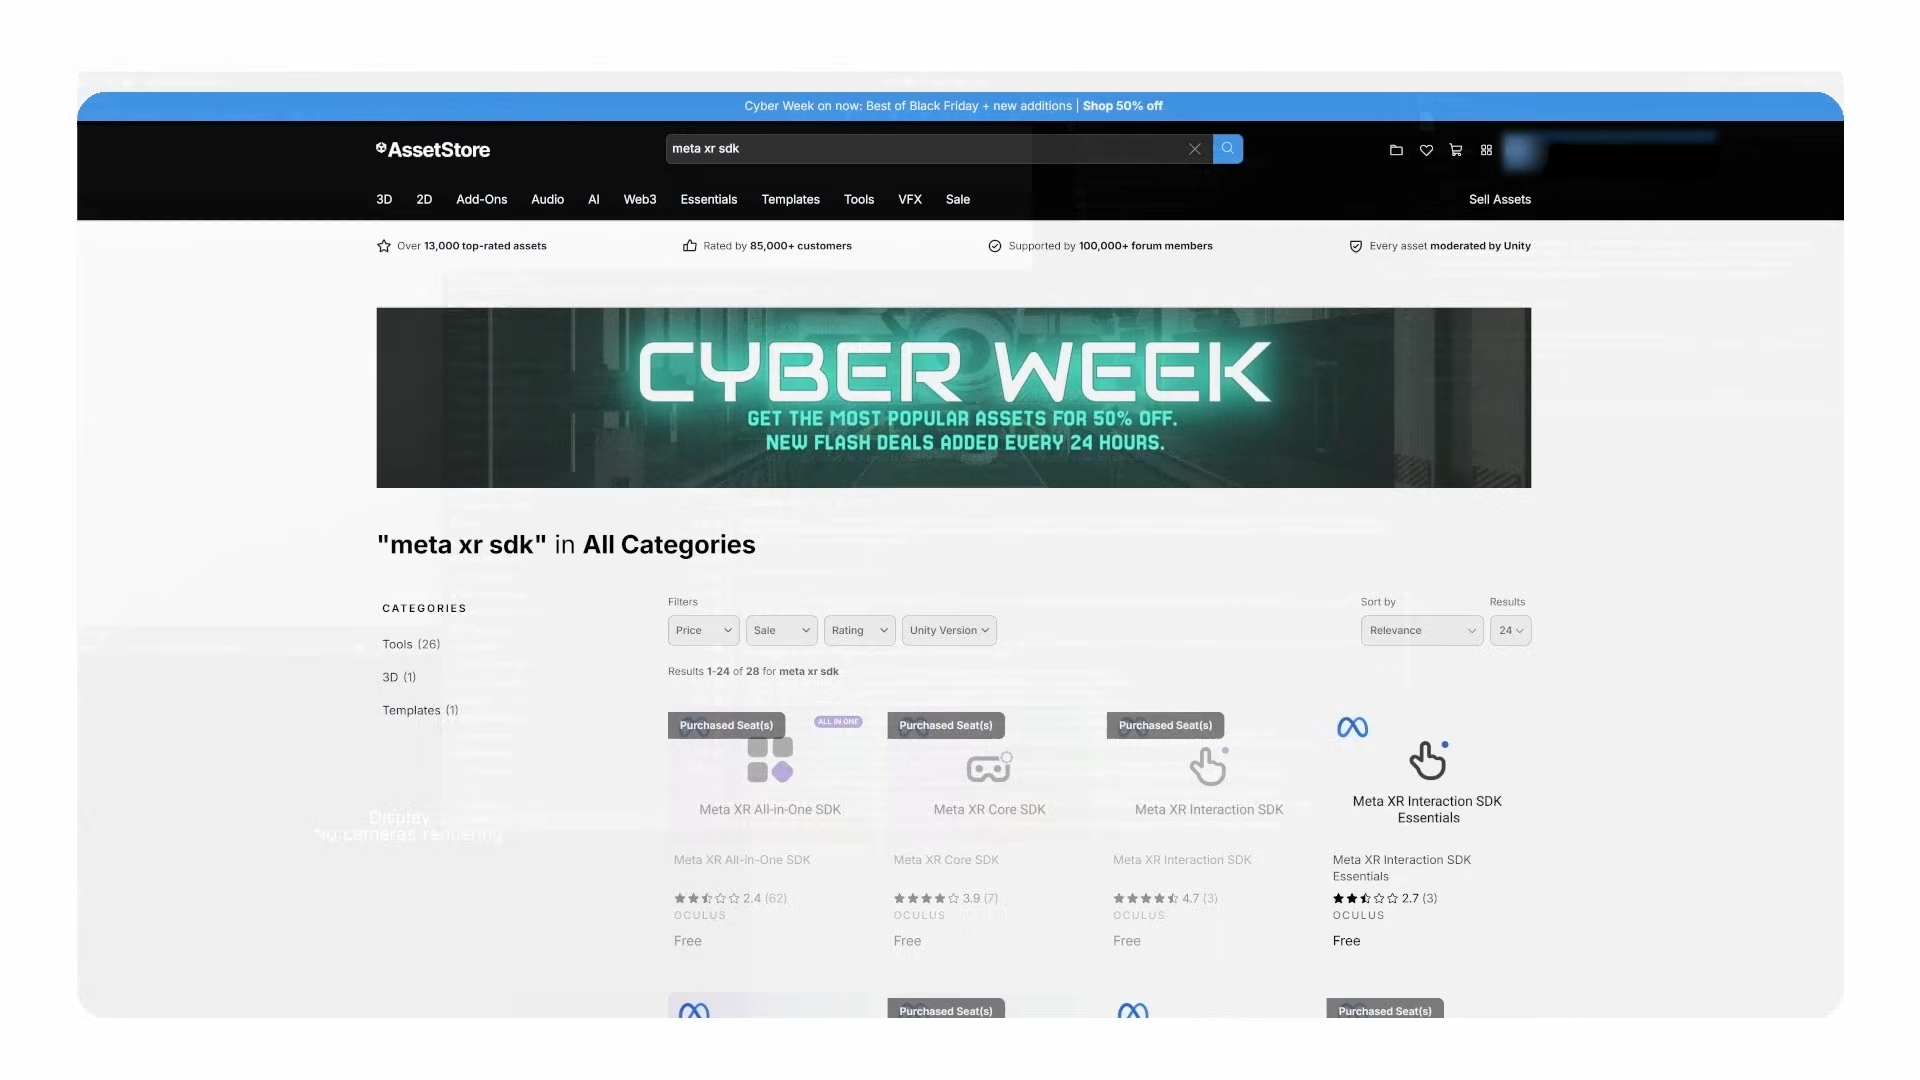 Cyber Week on now: Best of Black Friday + new additions | Shop 50% off
AssetStore
meta xr sdk
3D 2D Add-Ons Audio AI Web3 Essentials Templates Tools VFX Sale Sell Assets
Over 13,000 top-rated assets Rated by 85,000+ customers Supported by 100,000+ forum members Every asset moderated by Unity
CYBER WEEK
GET THE MOST POPULAR ASSETS FOR 50% OFF.
NEW FLASH DEALS ADDED EVERY 24 HOURS.
"meta xr sdk" in All Categories
CATEGORIES
Tools (26)
3D (1)
Templates (1)
Filters Sort by Results
Price Sale Rating Unity Version Relevance 24
Results 1-24 of 28 for meta xr sdk
Purchased Seat(s) ALL IN ONE Purchased Seat(s) Purchased Seat(s)
Meta XR All-in-One SDK Meta XR Core SDK Meta XR Interaction SDK Meta XR Interaction SDK
Essentials
Meta XR All-in-One SDK Meta XR Core SDK Meta XR Interaction SDK Meta XR Interaction SDK
Essentials
2.4 (62) 3.9 (7) 4.7 (3) 2.7 (3)
OCULUS OCULUS OCULUS OCULUS
Free Free Free Free
Purchased Seat(s) Purchased Seat(s)
Display
cameras rendering